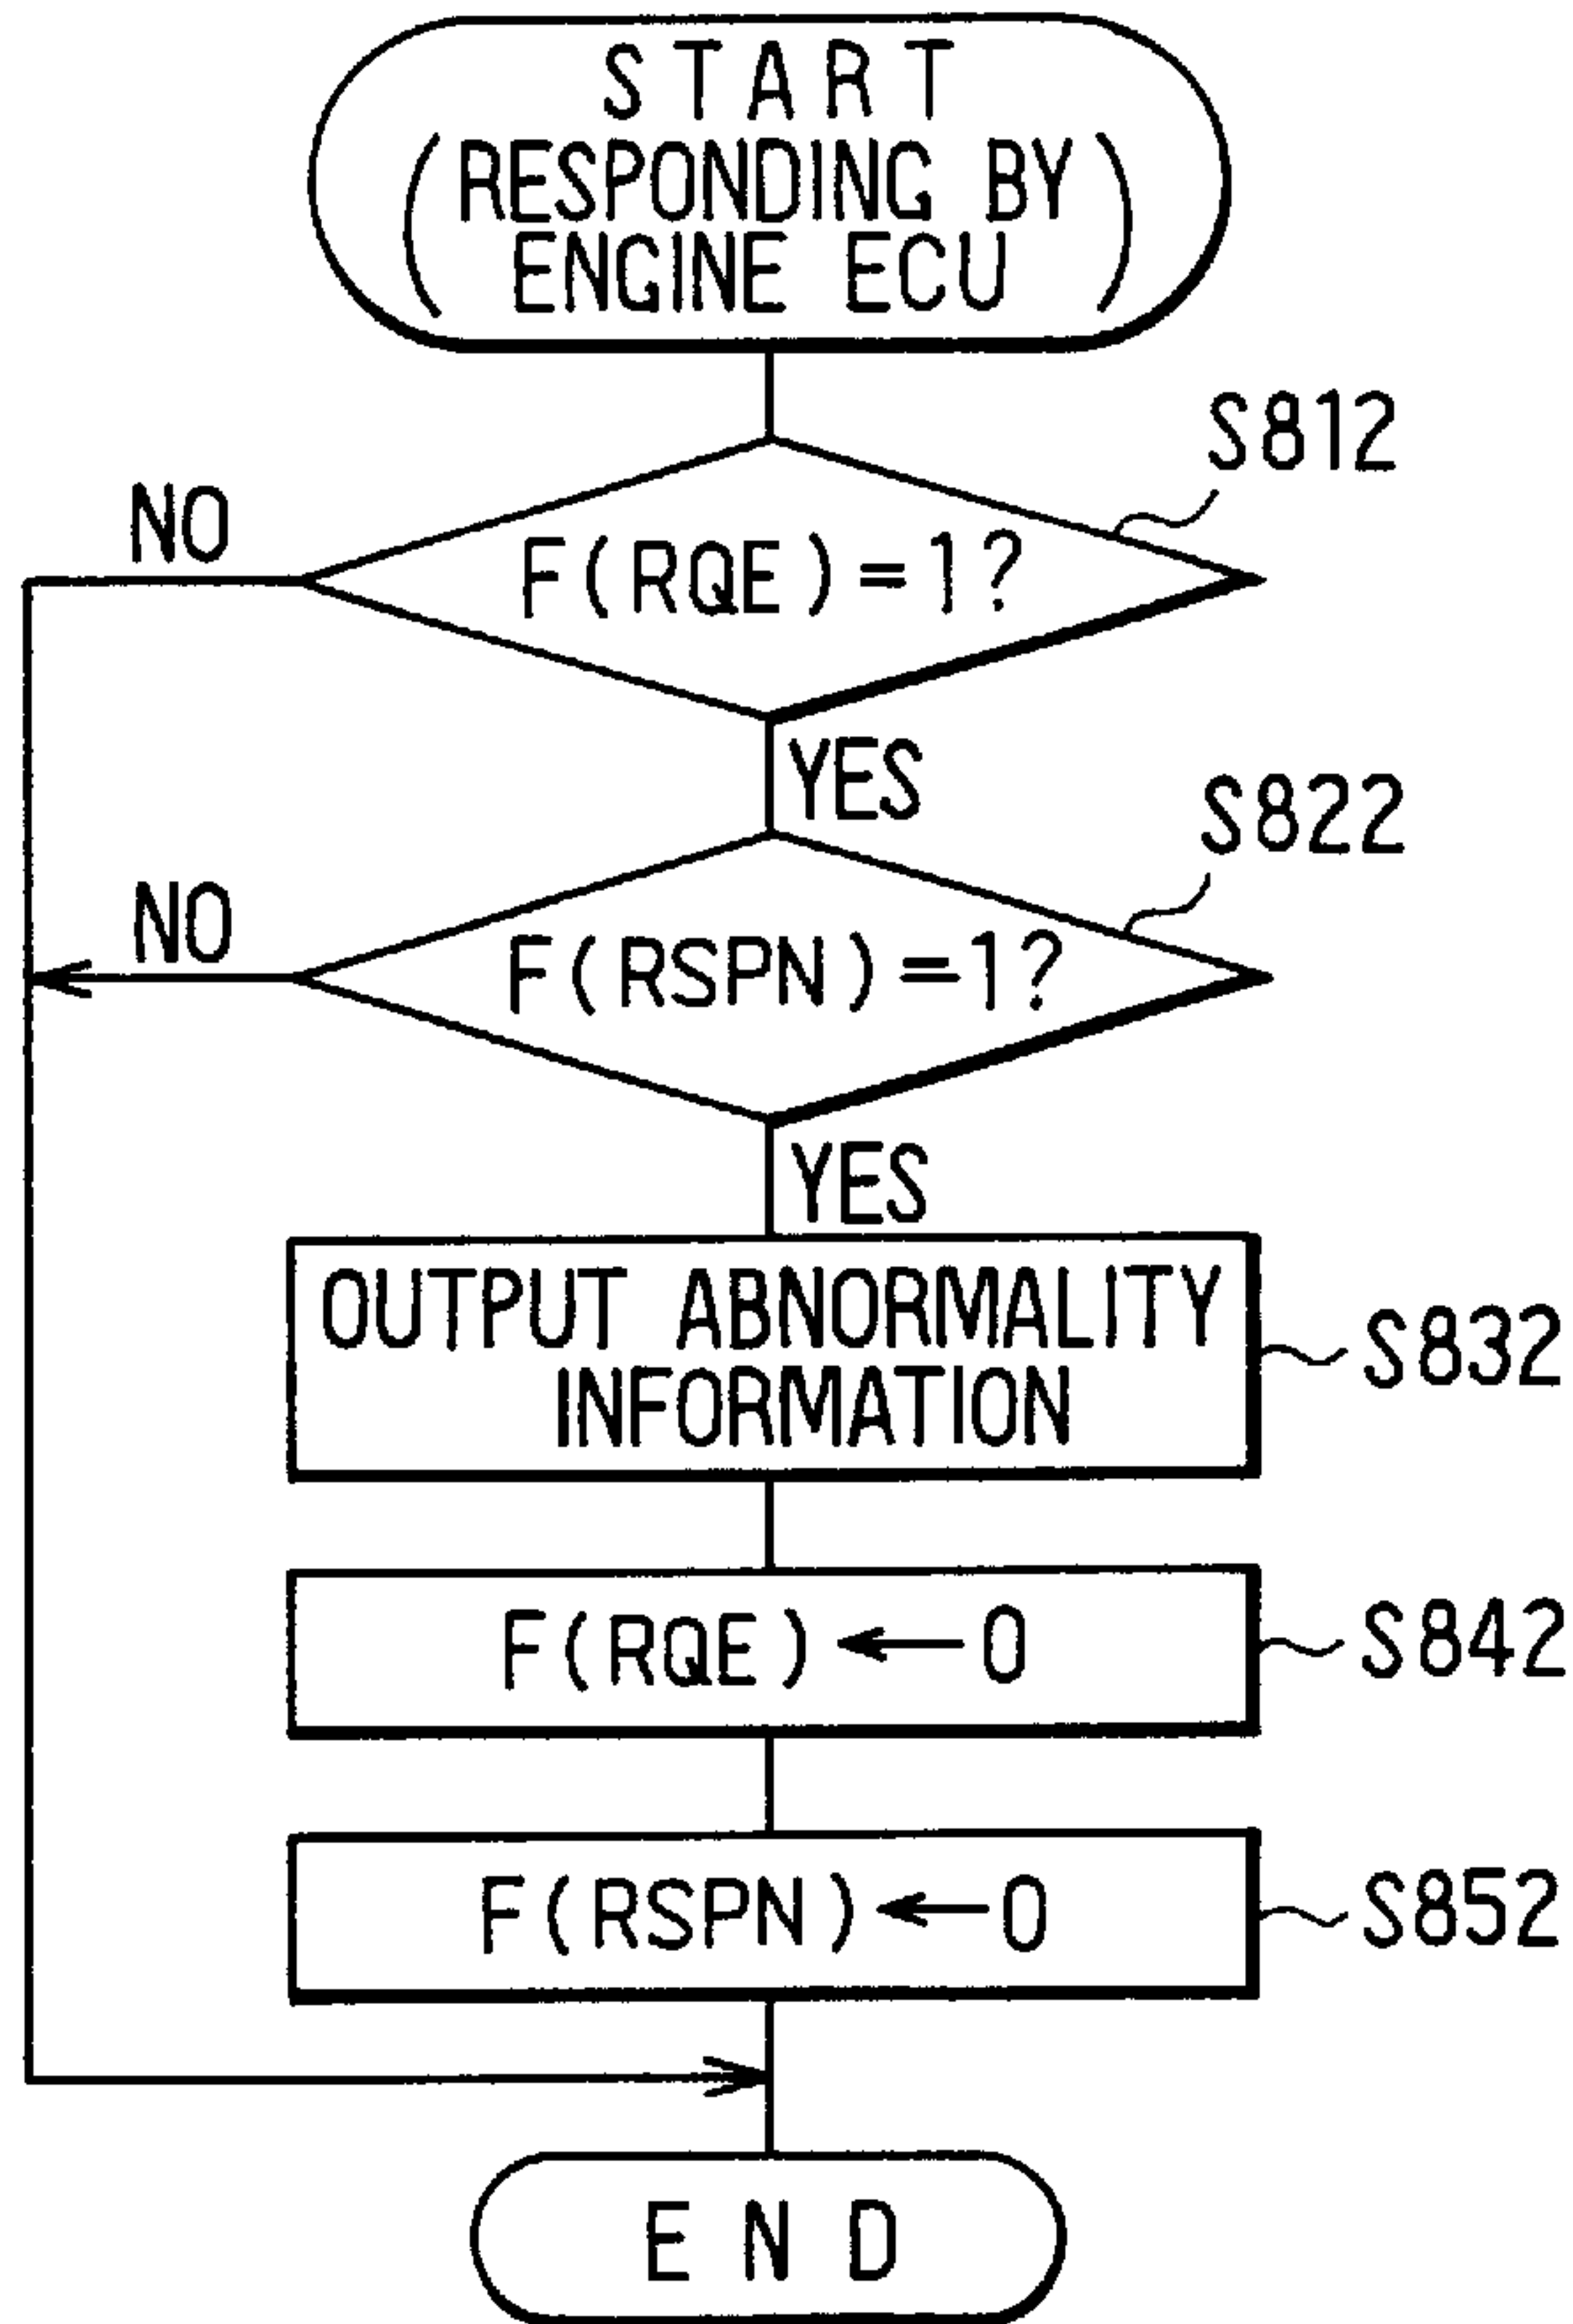 START
(RESPONDING BY
ENGINE ECU)
S812
NO
F(RQE)=1?
YES
S822
NO
F(RSPN)=1?
YES
OUTPUT ABNORMALITY
INFORMATION
S832
F(RQE)←0
S842
F(RSPN)←0
S852
END